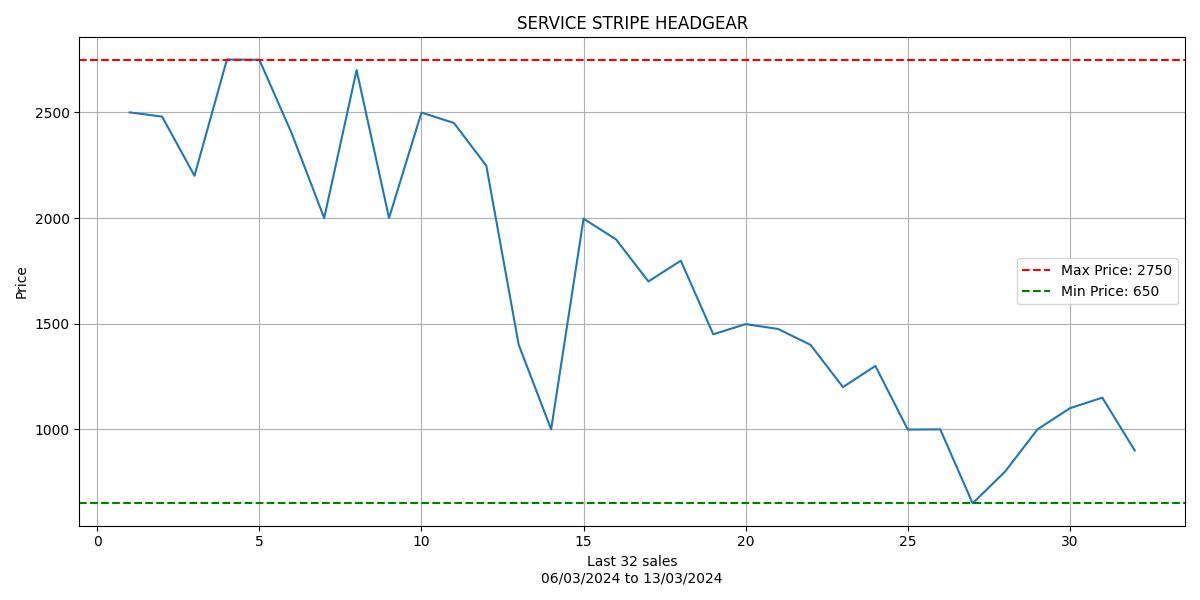 SERVICE STRIPE HEADGEAR
Price
2500
2000
1500
1000
Max Price: 2750
Min Price: 650
0 5 10 15 20 25 30
Last 32 sales
06/03/2024 to 13/03/2024